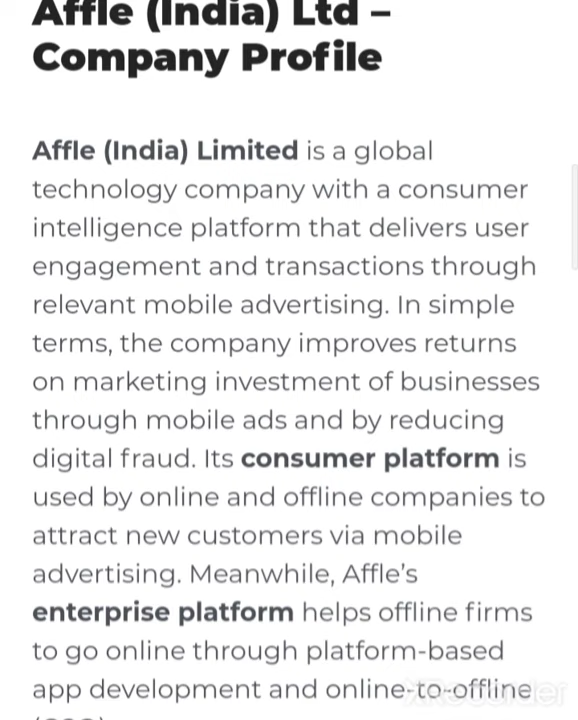 Affle (India) Ltd –
Company Profile
Affle (India) Limited is a global
technology company with a consumer
intelligence platform that delivers user
engagement and transactions through
relevant mobile advertising. In simple
terms, the company improves returns
on marketing investment of businesses
through mobile ads and by reducing
digital fraud. Its consumer platform is
used by online and offline companies to
attract new customers via mobile
advertising. Meanwhile, Affle’s
enterprise platform helps offline firms
to go online through platform-based
app development and online-to-offline
XRecorder